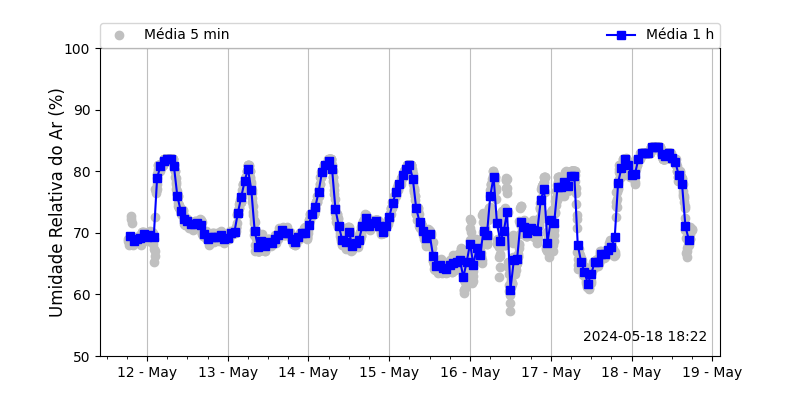 Média 5 min
Média 1 h
Umidade Relativa do Ar (%)
100
90
80
70
60
50
2024-05-18 18:22
12 - May
13 - May
14 - May
15 - May
16 - May
17 - May
18 - May
19 - May